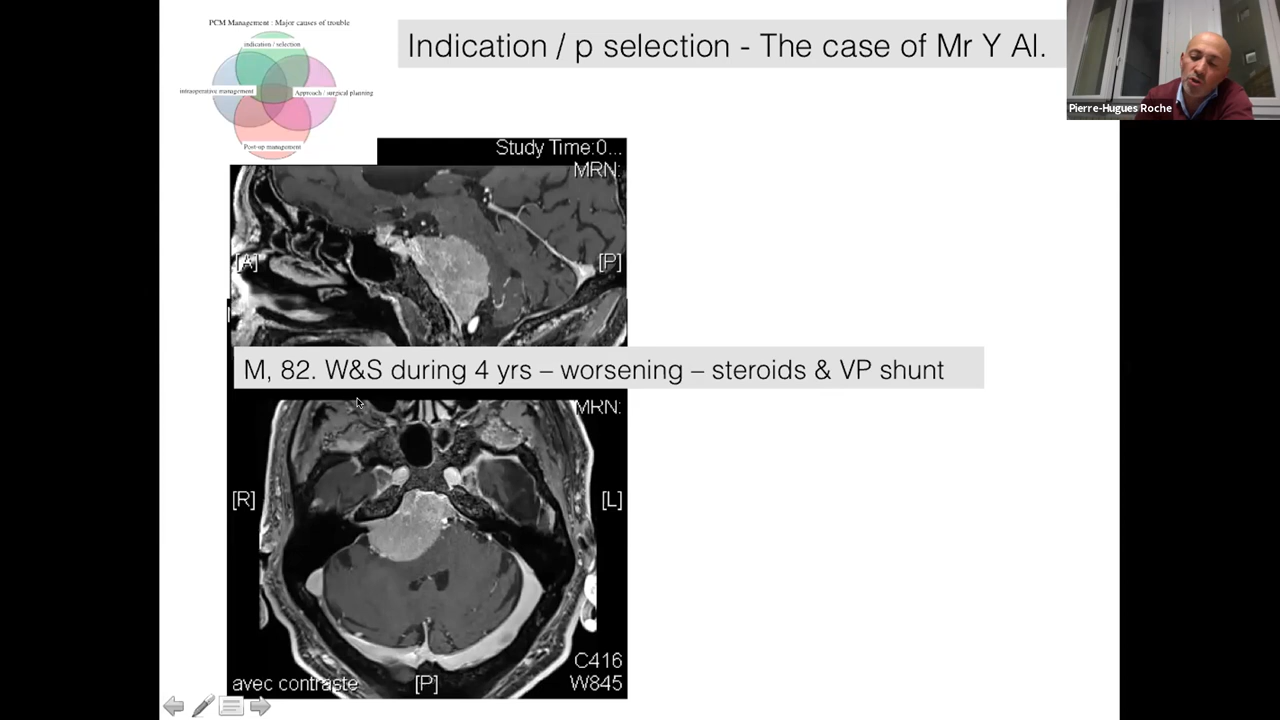 PCM Management : Major causes of trouble
indication / selection
intraoperative management
Approach / surgical planning
Post-up management
Indication / p selection - The case of Mr Y Al.
Pierre-Hugues Roche
Study Time:0...
MRN:
[A]
[P]
M, 82. W&S during 4 yrs – worsening – steroids & VP shunt
MRN:
[R]
[L]
C416
W845
avec contraste
[P]